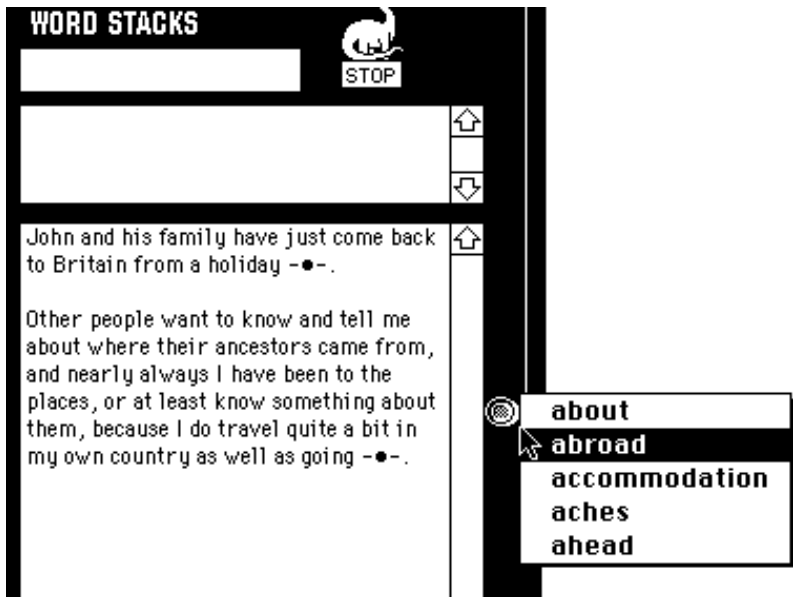 WORD STACKS
STOP
John and his family have just come back
to Britain from a holiday -●-.
Other people want to know and tell me
about where their ancestors came from,
and nearly always I have been to the
places, or at least know something about
them, because I do travel quite a bit in
my own country as well as going -●-.
about
abroad
accommodation
aches
ahead